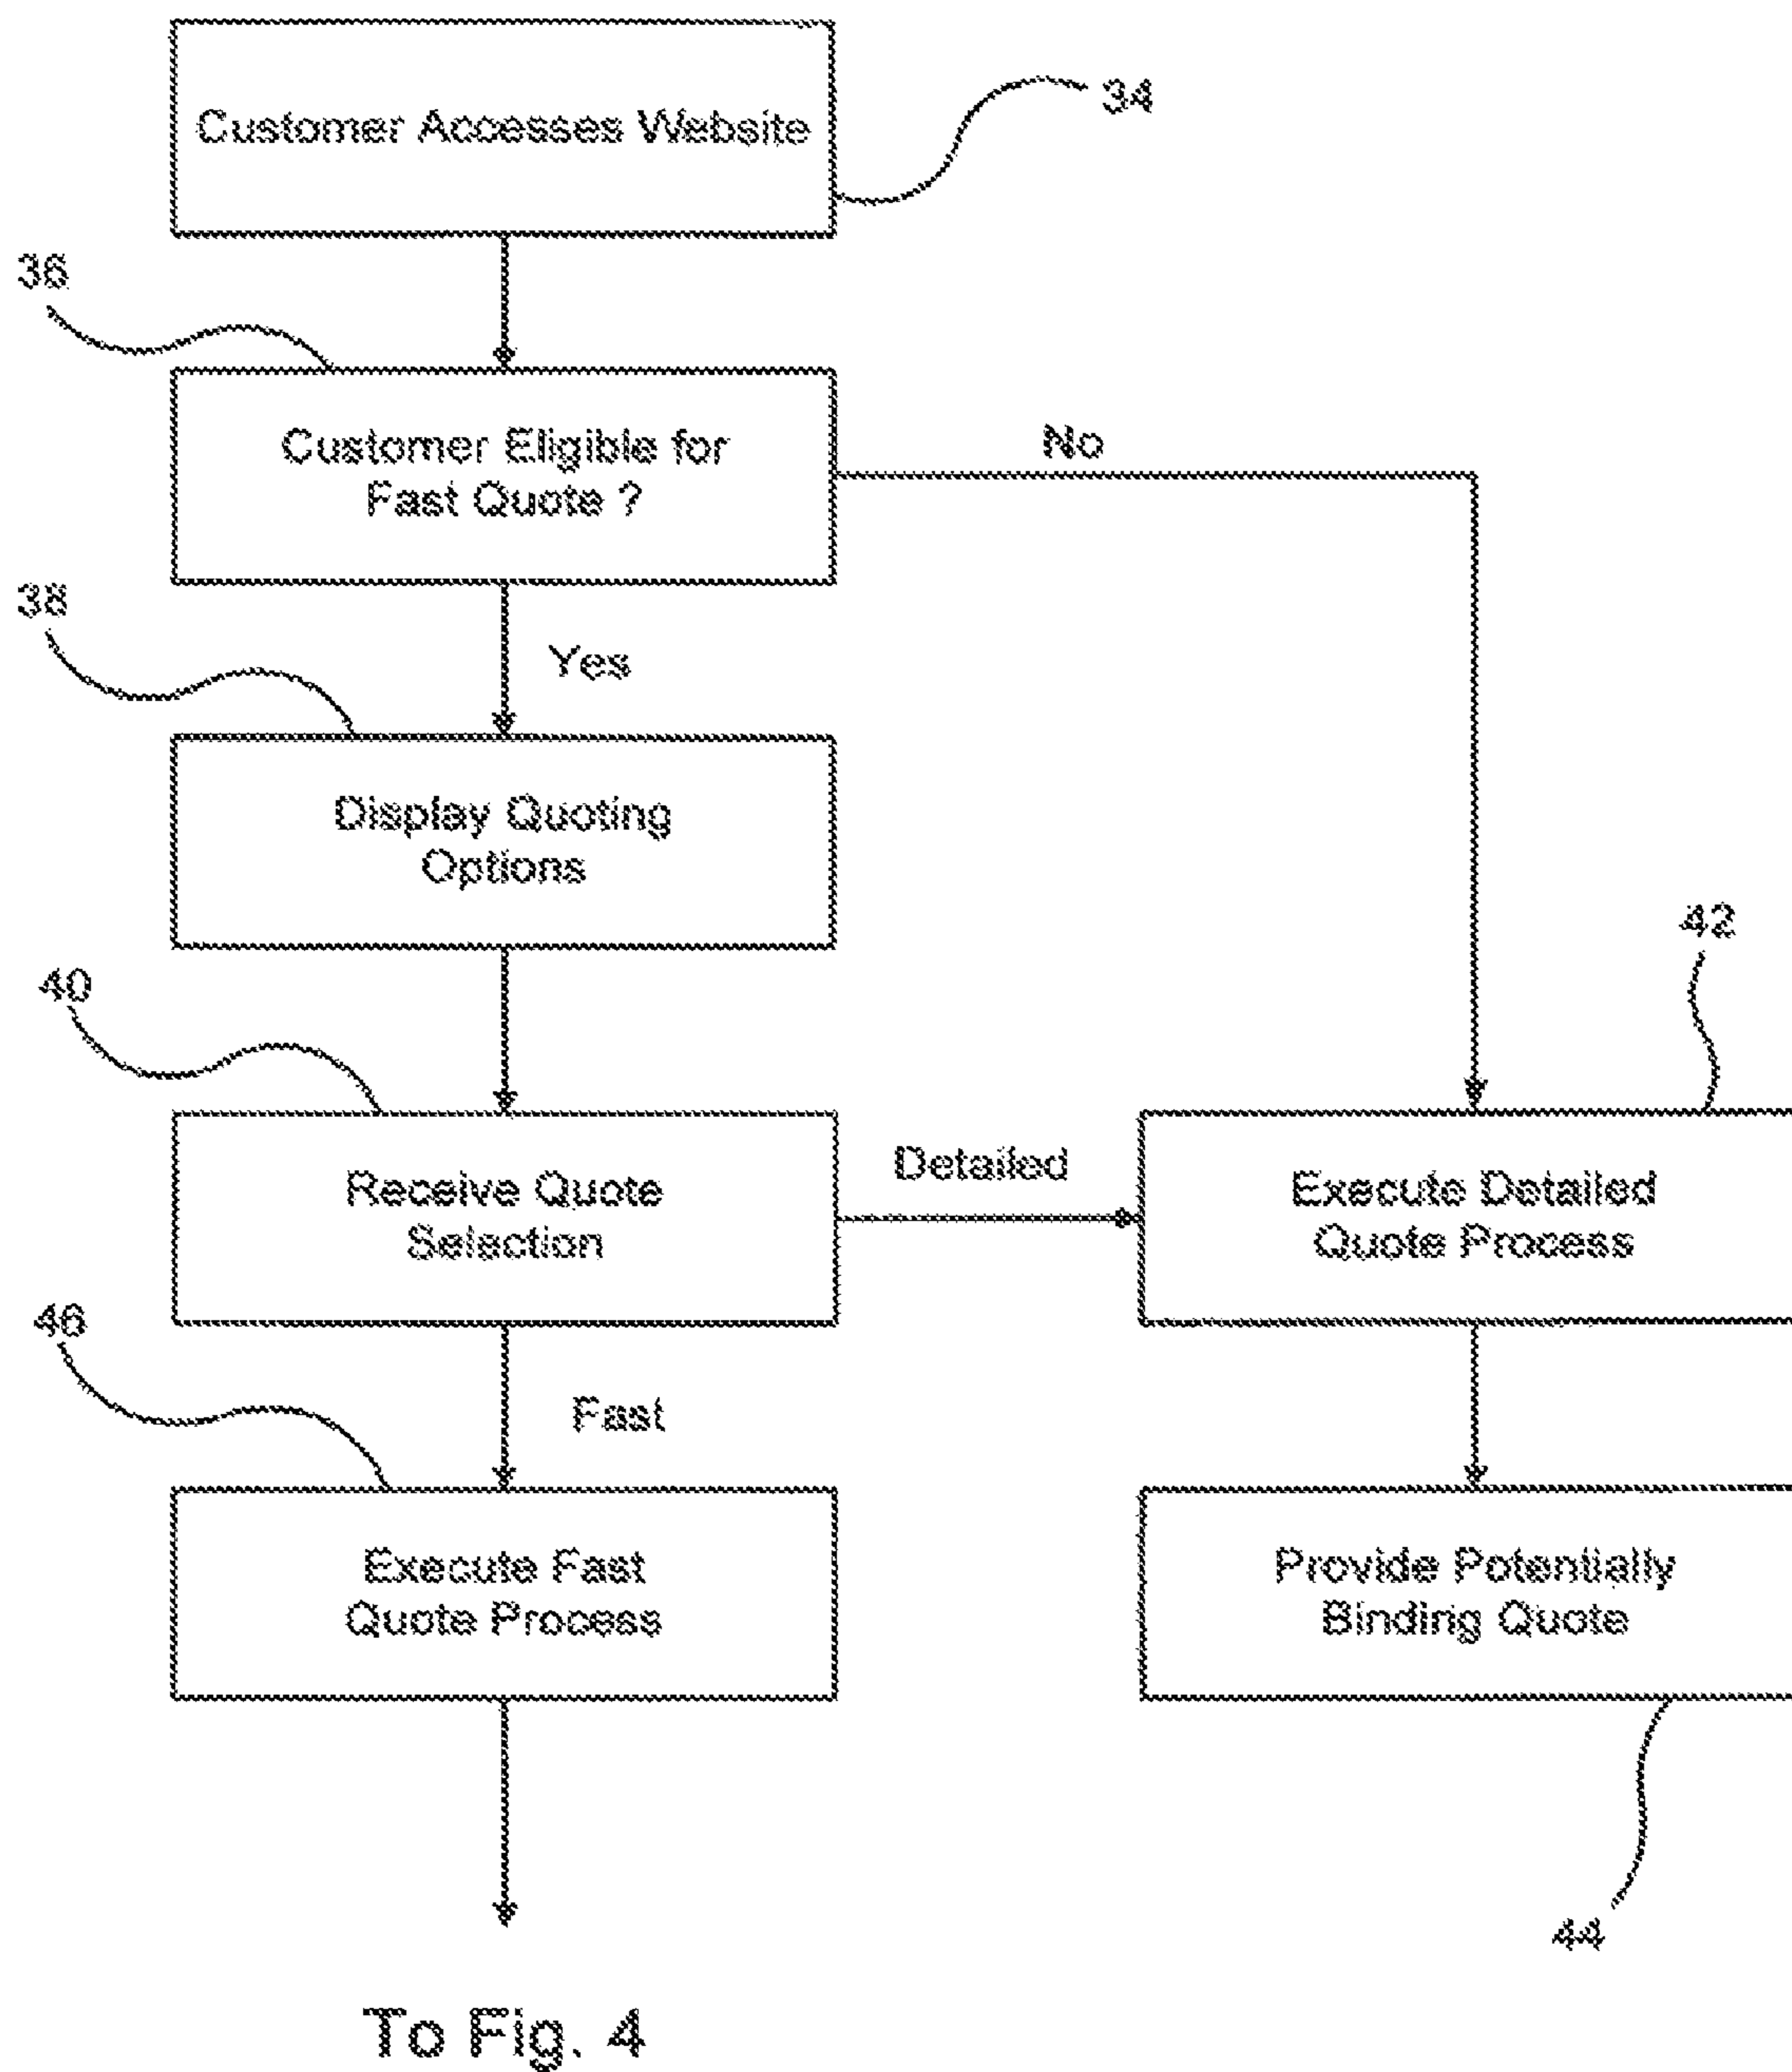 Customer Accesses Website
34
36
Customer Eligible for
Fast Quote ?
No
38
Yes
Display Quoting
Options
42
40
Receive Quote
Selection
Detailed
Execute Detailed
Quote Process
46
Fast
Execute Fast
Quote Process
Provide Potentially
Binding Quote
44
To Fig. 4